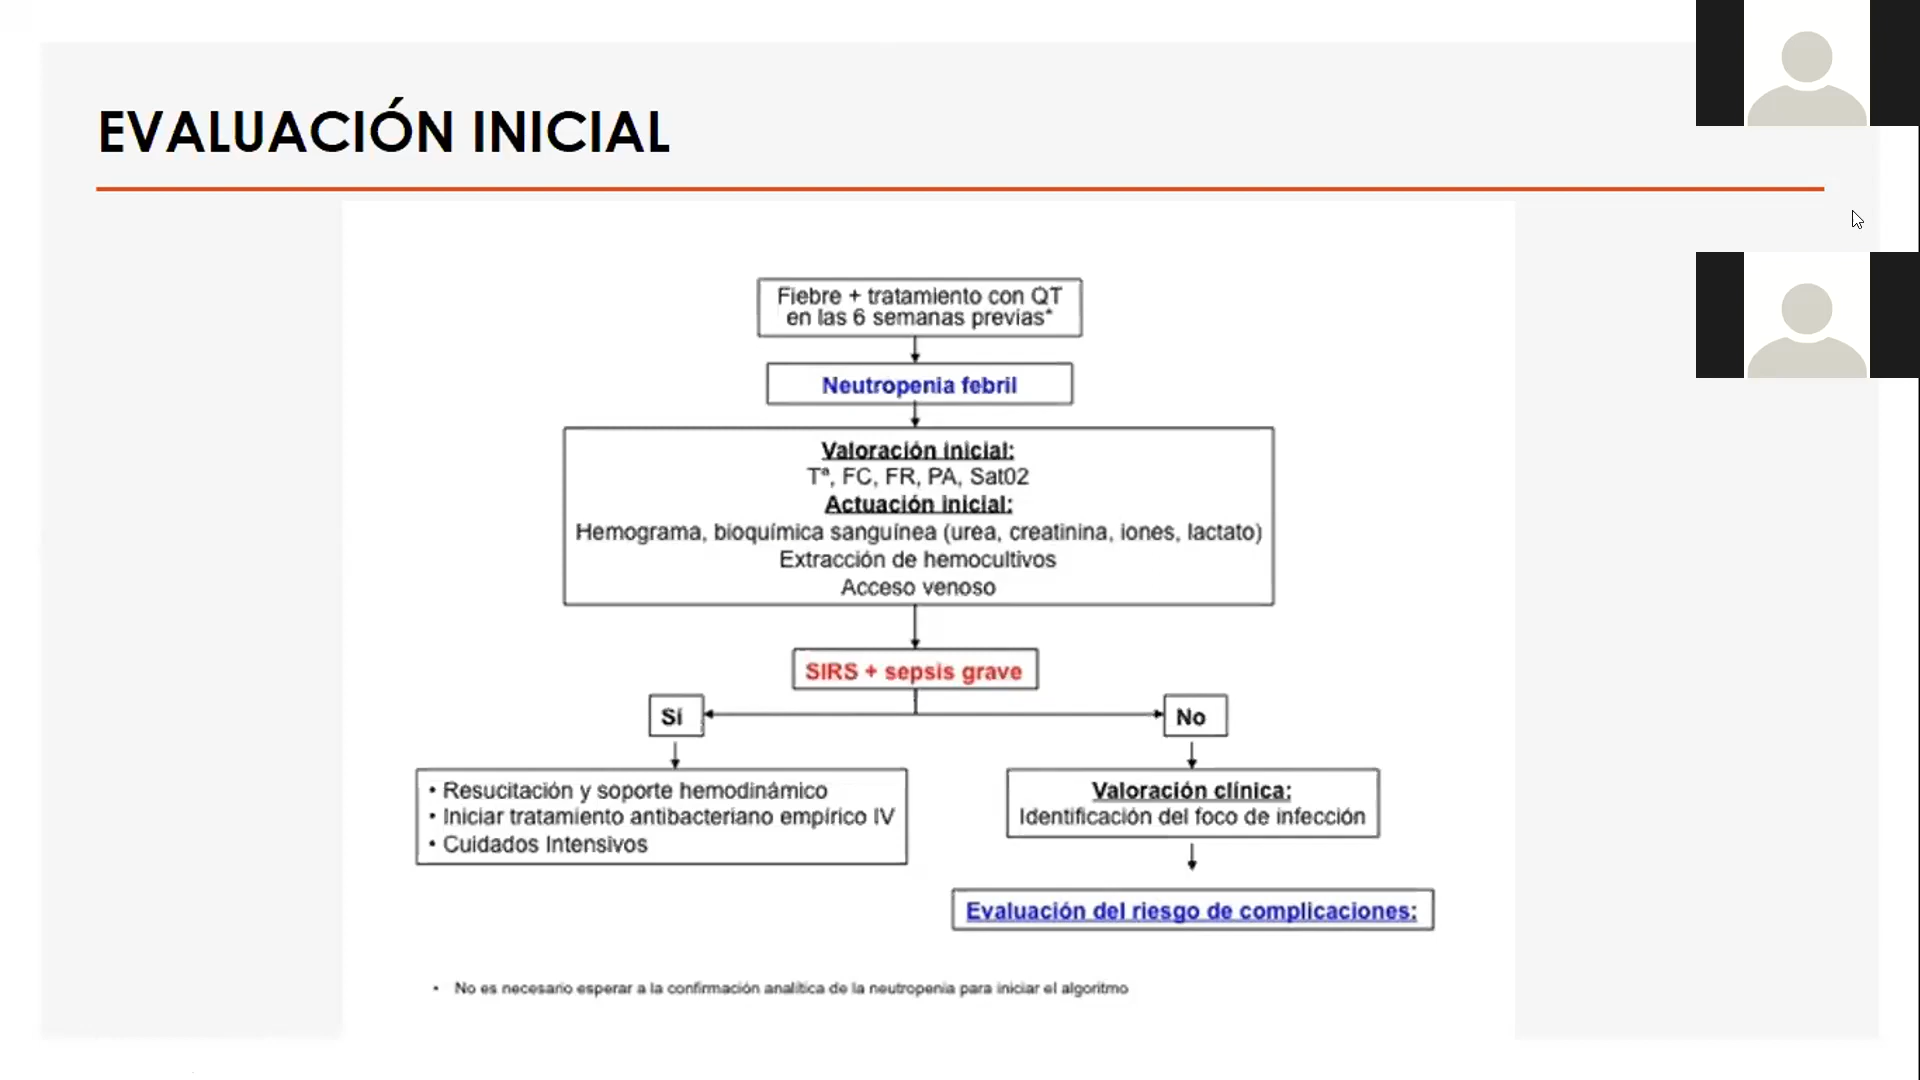 EVALUACIÓN INICIAL
Fiebre + tratamiento con QT
en las 6 semanas previas*
Neutropenia febril
Valoración inicial:
Tª, FC, FR, PA, Sat02
Actuación inicial:
Hemograma, bioquímica sanguínea (urea, creatinina, iones, lactato)
Extracción de hemocultivos
Acceso venoso
SIRS + sepsis grave
Sí
No
• Resucitación y soporte hemodinámico
• Iniciar tratamiento antibacteriano empírico IV
• Cuidados Intensivos
Valoración clínica:
Identificación del foco de infección
Evaluación del riesgo de complicaciones:
• No es necesario esperar a la confirmación analítica de la neutropenia para iniciar el algoritmo